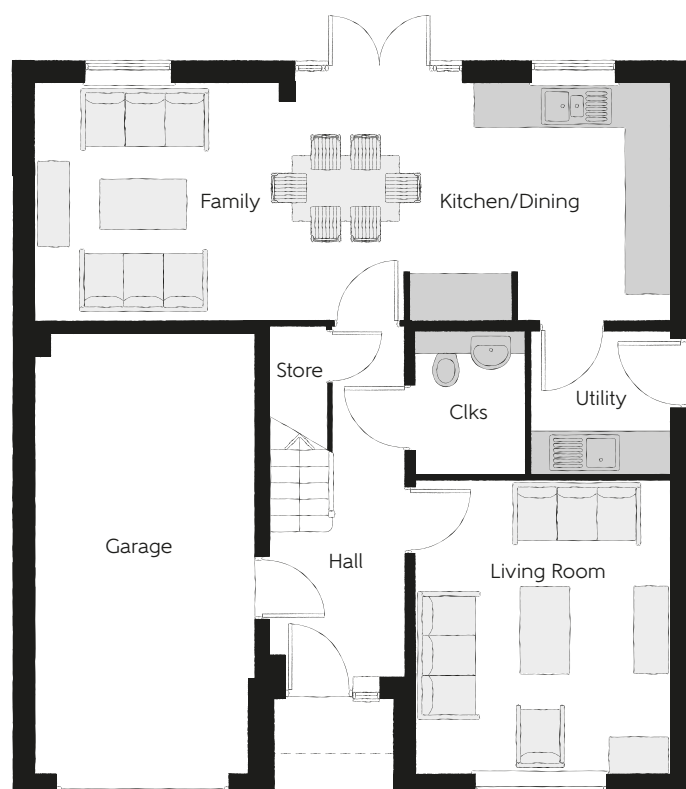 Family
Kitchen/Dining
Store
Clks
Utility
Garage
Hall
Living Room